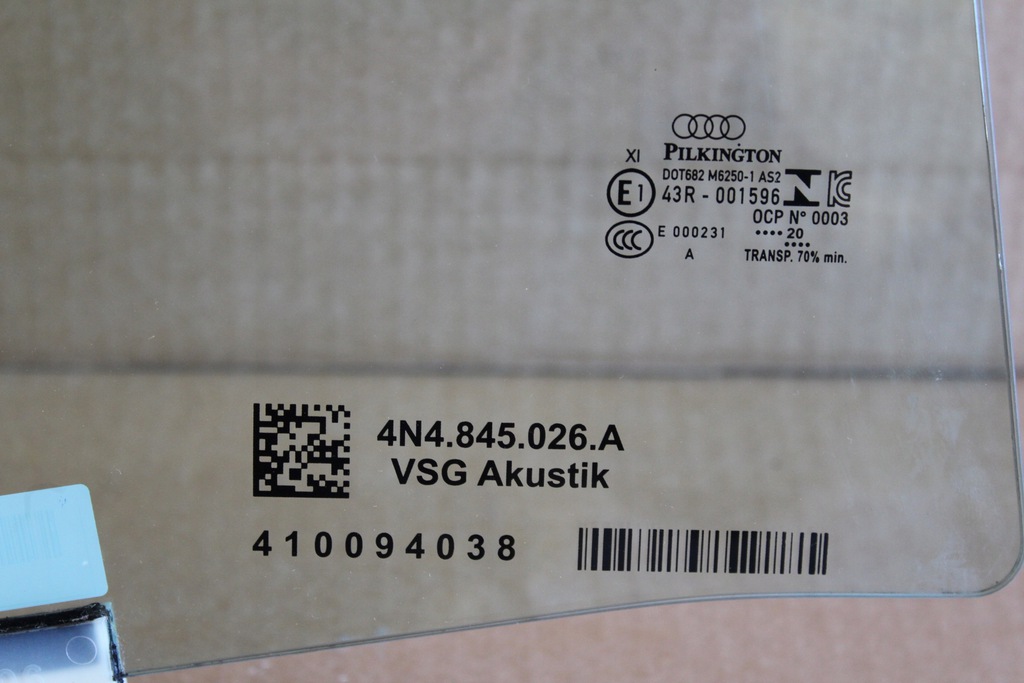 PILKINGTON
XI
DOT682 M6250-1 AS2
E1 43R - 001596 N
OCP N° 0003
CCC E 000231
A
•••• 20
••••
TRANSP. 70% min.
4N4.845.026.A
VSG Akustik
410094038